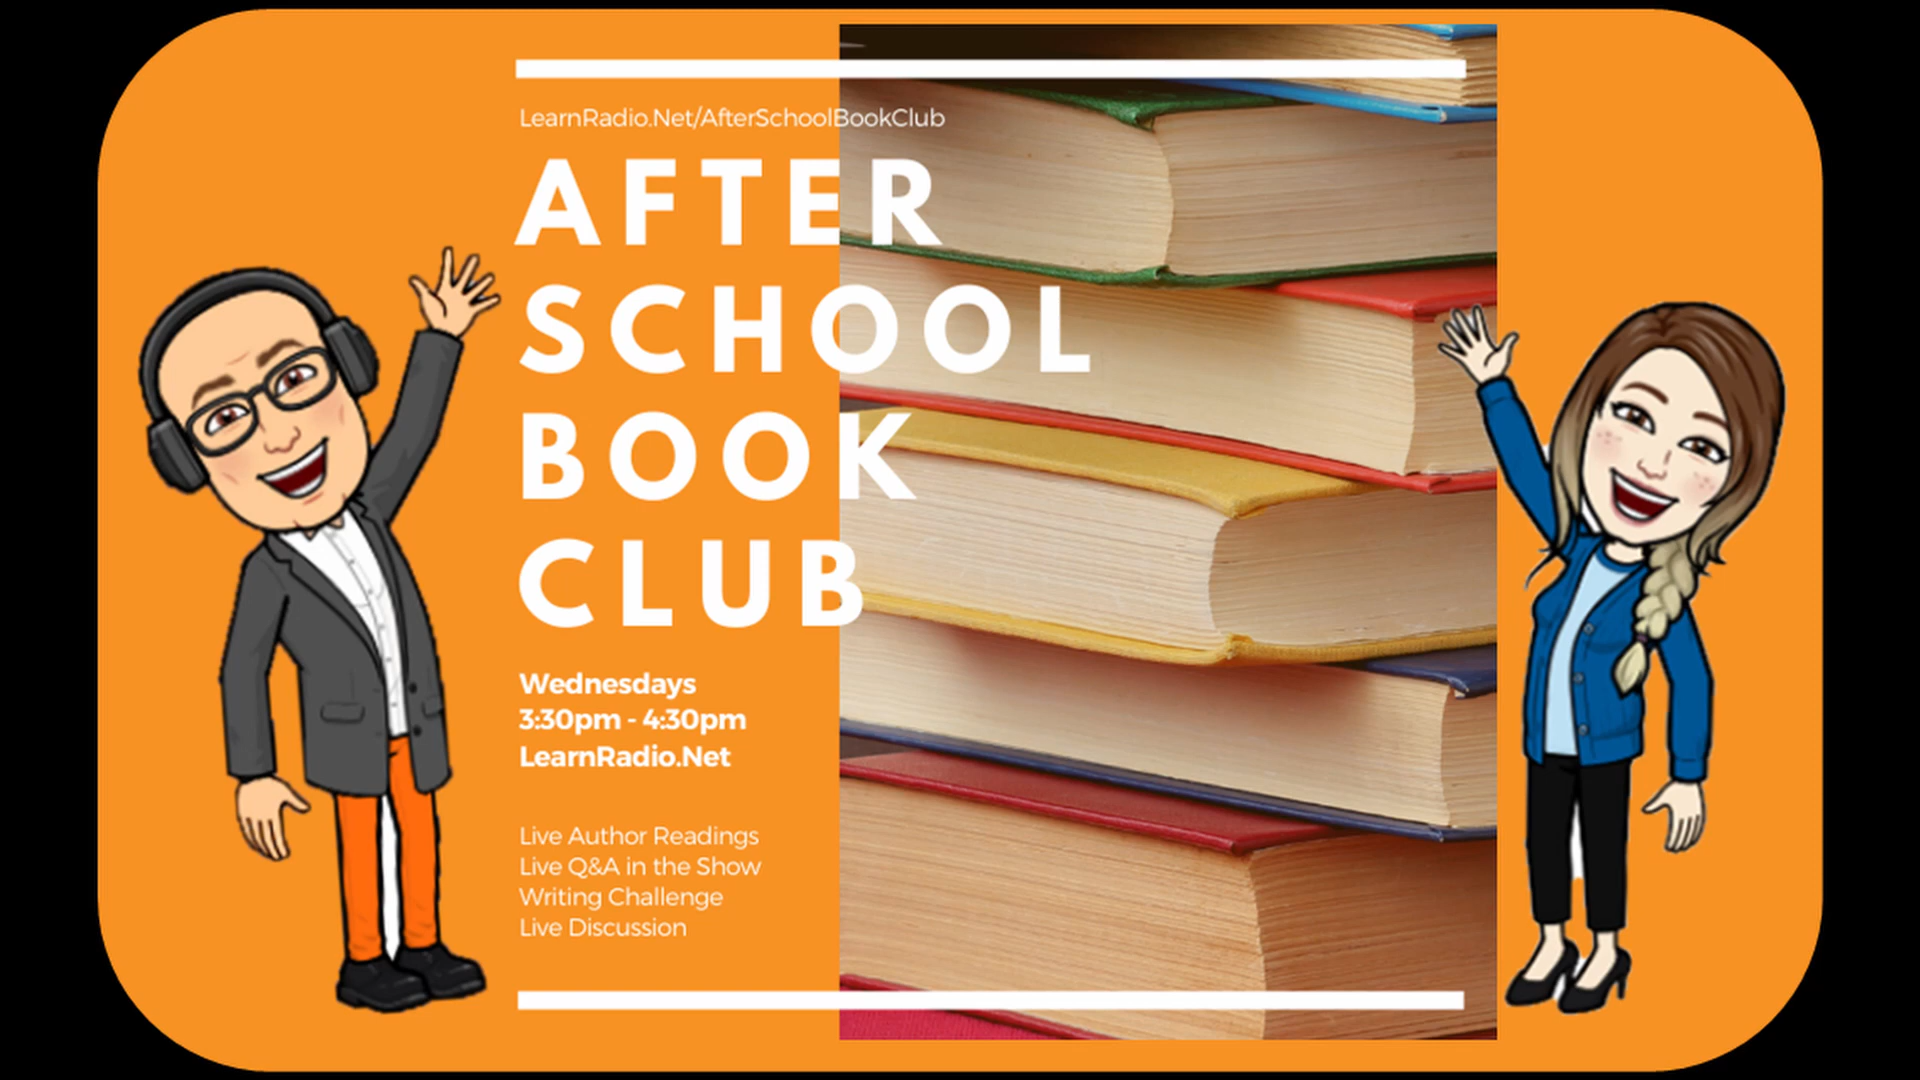 LearnRadio.Net/AfterSchoolBookClub
AFTER
SCHOOL
BOOK
CLUB
Wednesdays
3:30pm - 4:30pm
LearnRadio.Net
Live Author Readings
Live Q&A in the Show
Writing Challenge
Live Discussion